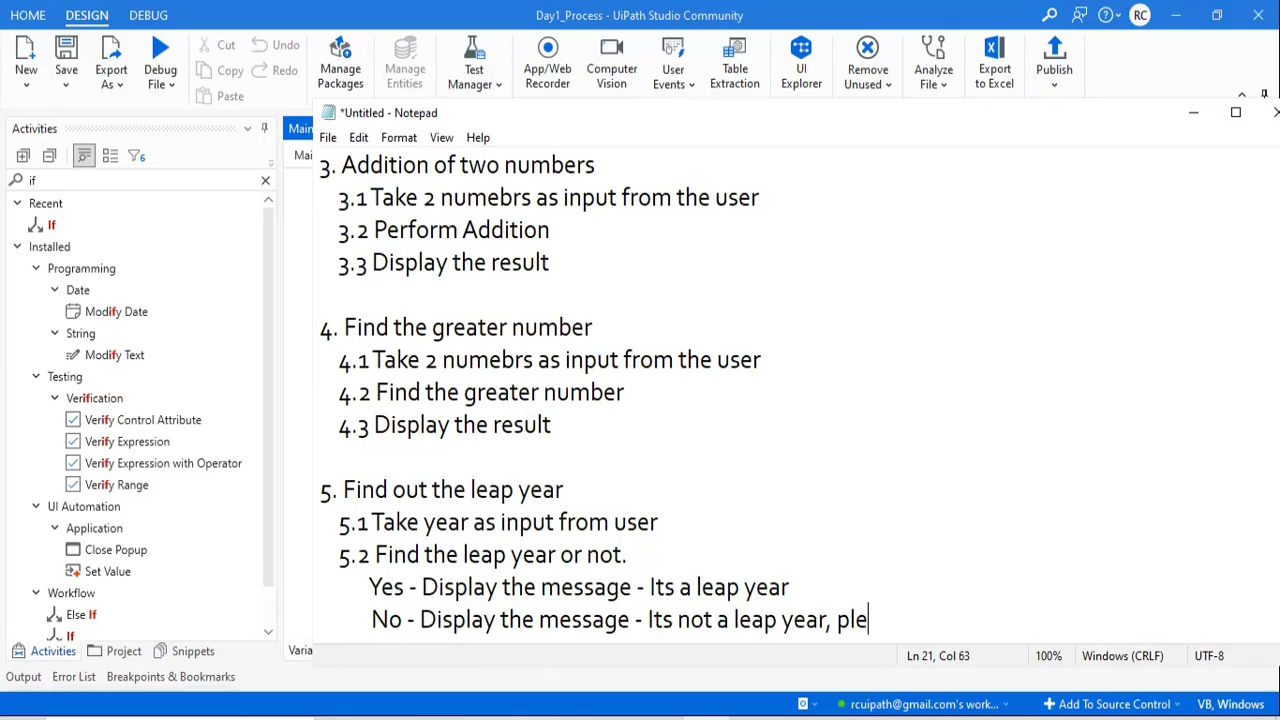 HOME DESIGN DEBUG Day1_Process - UiPath Studio Community RC
New Save Export As Debug File Cut Copy Paste Undo Redo Manage Packages Manage Entities Test Manager App/Web Recorder Computer Vision User Events Table Extraction UI Explorer Remove Unused Analyze File Export to Excel Publish
Activities
if
Recent
If
Installed
Programming
Date
Modify Date
String
Modify Text
Testing
Verification
Verify Control Attribute
Verify Expression
Verify Expression with Operator
Verify Range
UI Automation
Application
Close Popup
Set Value
Workflow
Else If
If
Activities Project Snippets
Main
Mai
Varia
*Untitled - Notepad
File Edit Format View Help
3. Addition of two numbers
3.1 Take 2 numebrs as input from the user
3.2 Perform Addition
3.3 Display the result
4. Find the greater number
4.1 Take 2 numebrs as input from the user
4.2 Find the greater number
4.3 Display the result
5. Find out the leap year
5.1 Take year as input from user
5.2 Find the leap year or not.
Yes - Display the message - Its a leap year
No - Display the message - Its not a leap year, ple
Ln 21, Col 63 100% Windows (CRLF) UTF-8
Output Error List Breakpoints & Bookmarks
rcuipath@gmail.com's work... Add To Source Control VB, Windows